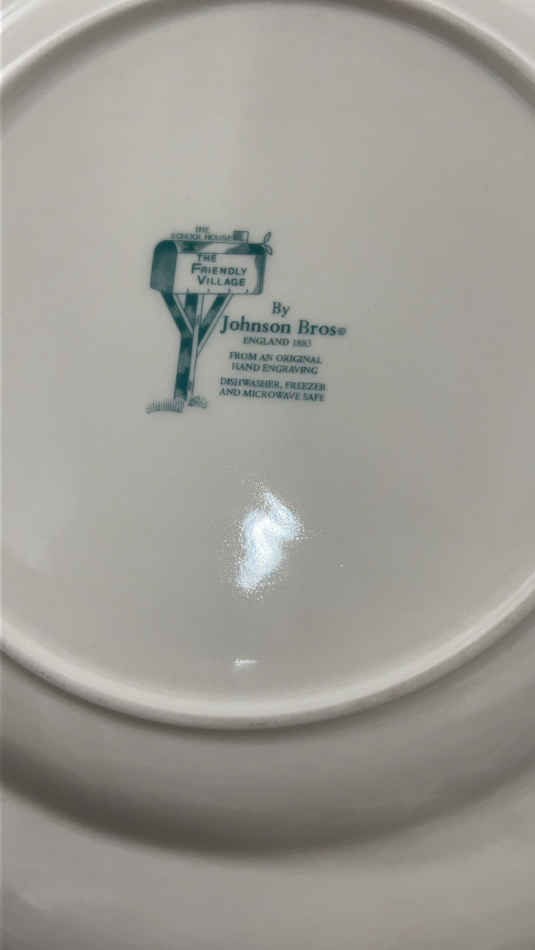 THE
SCHOOL HOUSE
THE
FRIENDLY
VILLAGE
By
Johnson Bros®
ENGLAND 1883
FROM AN ORIGINAL
HAND ENGRAVING
DISHWASHER, FREEZER
AND MICROWAVE SAFE